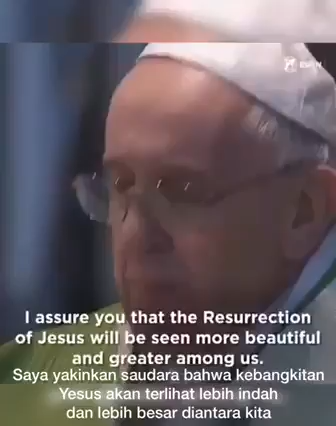 I assure you that the Resurrection
of Jesus will be seen more beautiful
and greater among us.
Saya yakinkan saudara bahwa kebangkitan
Yesus akan terlihat lebih indah
dan lebih besar diantara kita